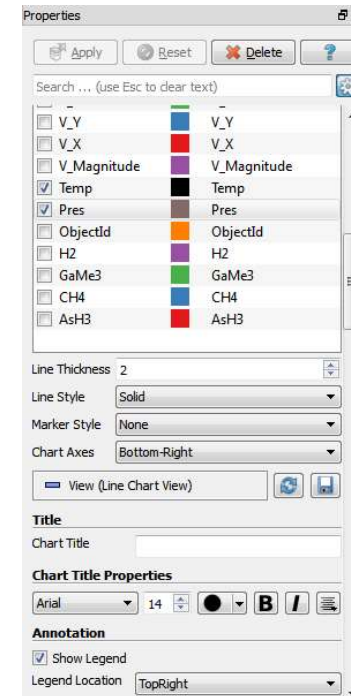 Properties
Apply Reset Delete ?
Search ... (use Esc to clear text)
V_Y V_Y
V_X V_X
V_Magnitude V_Magnitude
Temp Temp
Pres Pres
ObjectId ObjectId
H2 H2
GaMe3 GaMe3
CH4 CH4
AsH3 AsH3
Line Thickness 2
Line Style Solid
Marker Style None
Chart Axes Bottom-Right
View (Line Chart View)
Title
Chart Title
Chart Title Properties
Arial 14 B I
Annotation
Show Legend
Legend Location TopRight